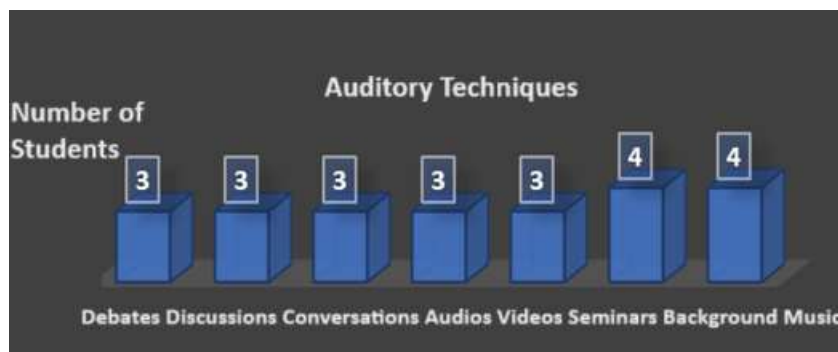 Auditory Techniques
Number of
Students
3 3 3 3 3 4 4
Debates Discussions Conversations Audios Videos Seminars Background Music